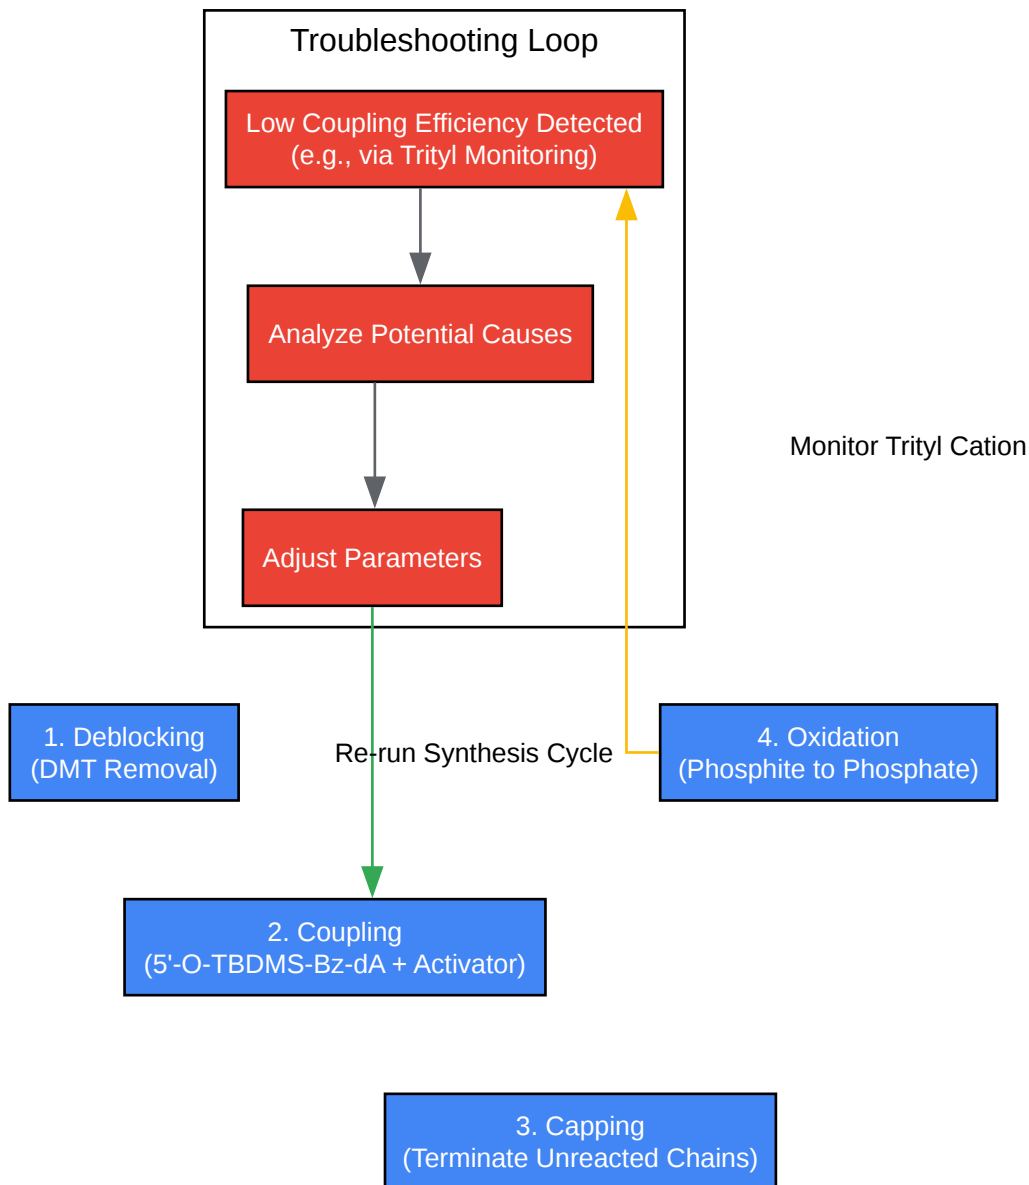 Troubleshooting Loop
Low Coupling Efficiency Detected
(e.g., via Trityl Monitoring)
Analyze Potential Causes
Monitor Trityl Cation
Adjust Parameters
1. Deblocking
(DMT Removal)
Re-run Synthesis Cycle
4. Oxidation
(Phosphite to Phosphate)
2. Coupling
(5'-O-TBDMS-Bz-dA + Activator)
3. Capping
(Terminate Unreacted Chains)